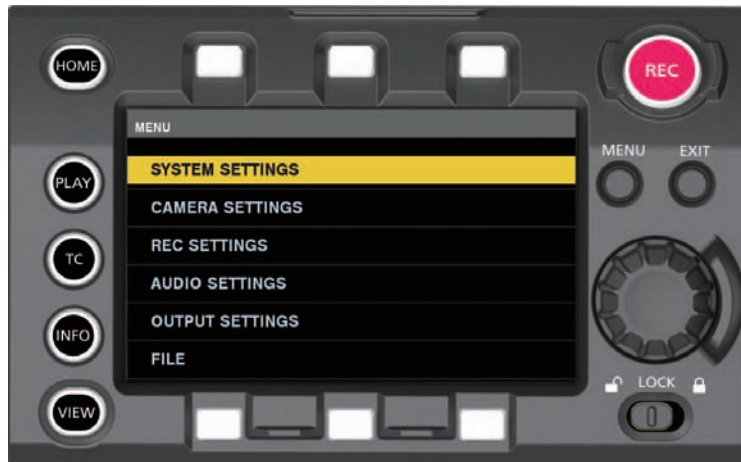 HOME
REC
MENU
MENU
EXIT
SYSTEM SETTINGS
PLAY
CAMERA SETTINGS
REC SETTINGS
TC
AUDIO SETTINGS
OUTPUT SETTINGS
INFO
FILE
LOCK
VIEW